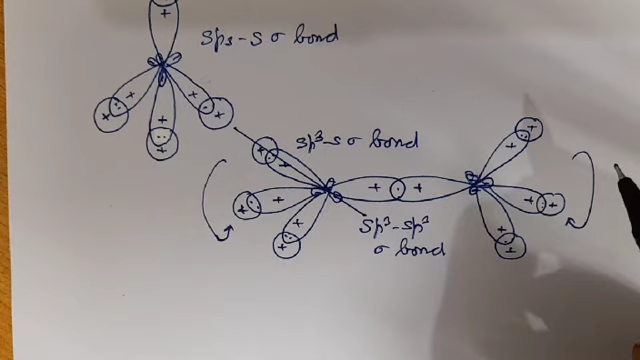 sp3-s σ bond
sp³-s σ bond
sp³-sp³
σ bond